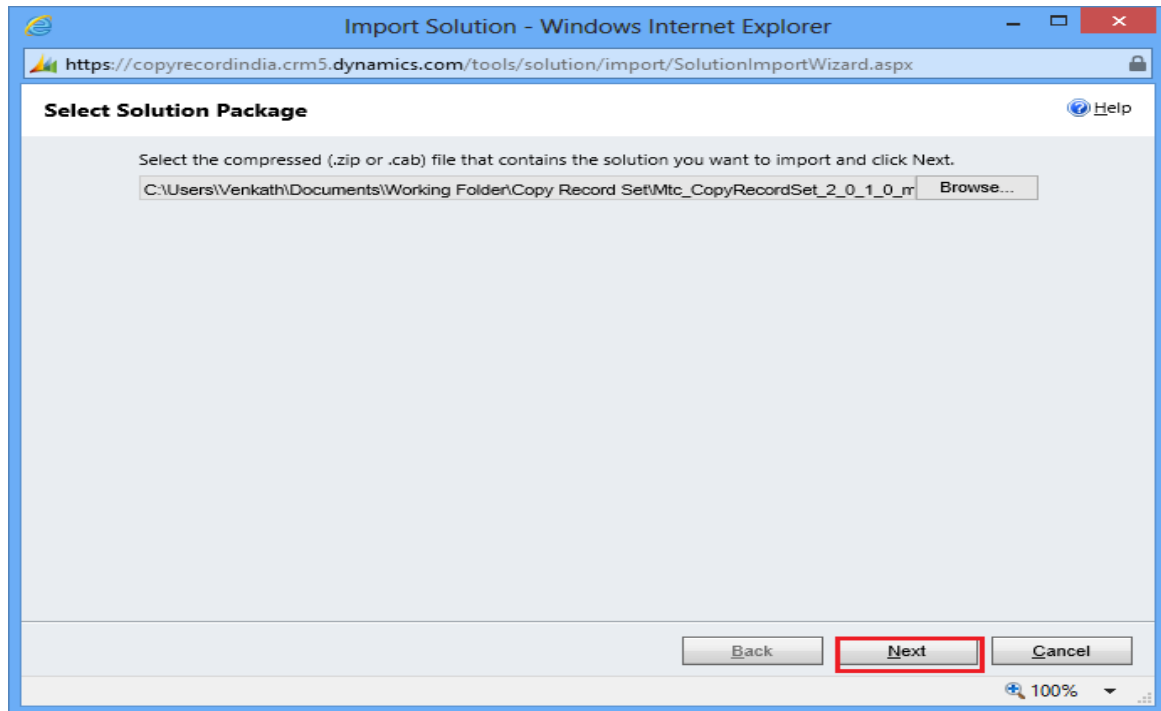 Import Solution - Windows Internet Explorer
https://copyrecordindia.crm5.dynamics.com/tools/solution/import/SolutionImportWizard.aspx
Select Solution Package
Help
Select the compressed (.zip or .cab) file that contains the solution you want to import and click Next.
C:\Users\Venkath\Documents\Working Folder\Copy Record Set\Mtc_CopyRecordSet_2_0_1_0_m
Browse...
Back
Next
Cancel
100%